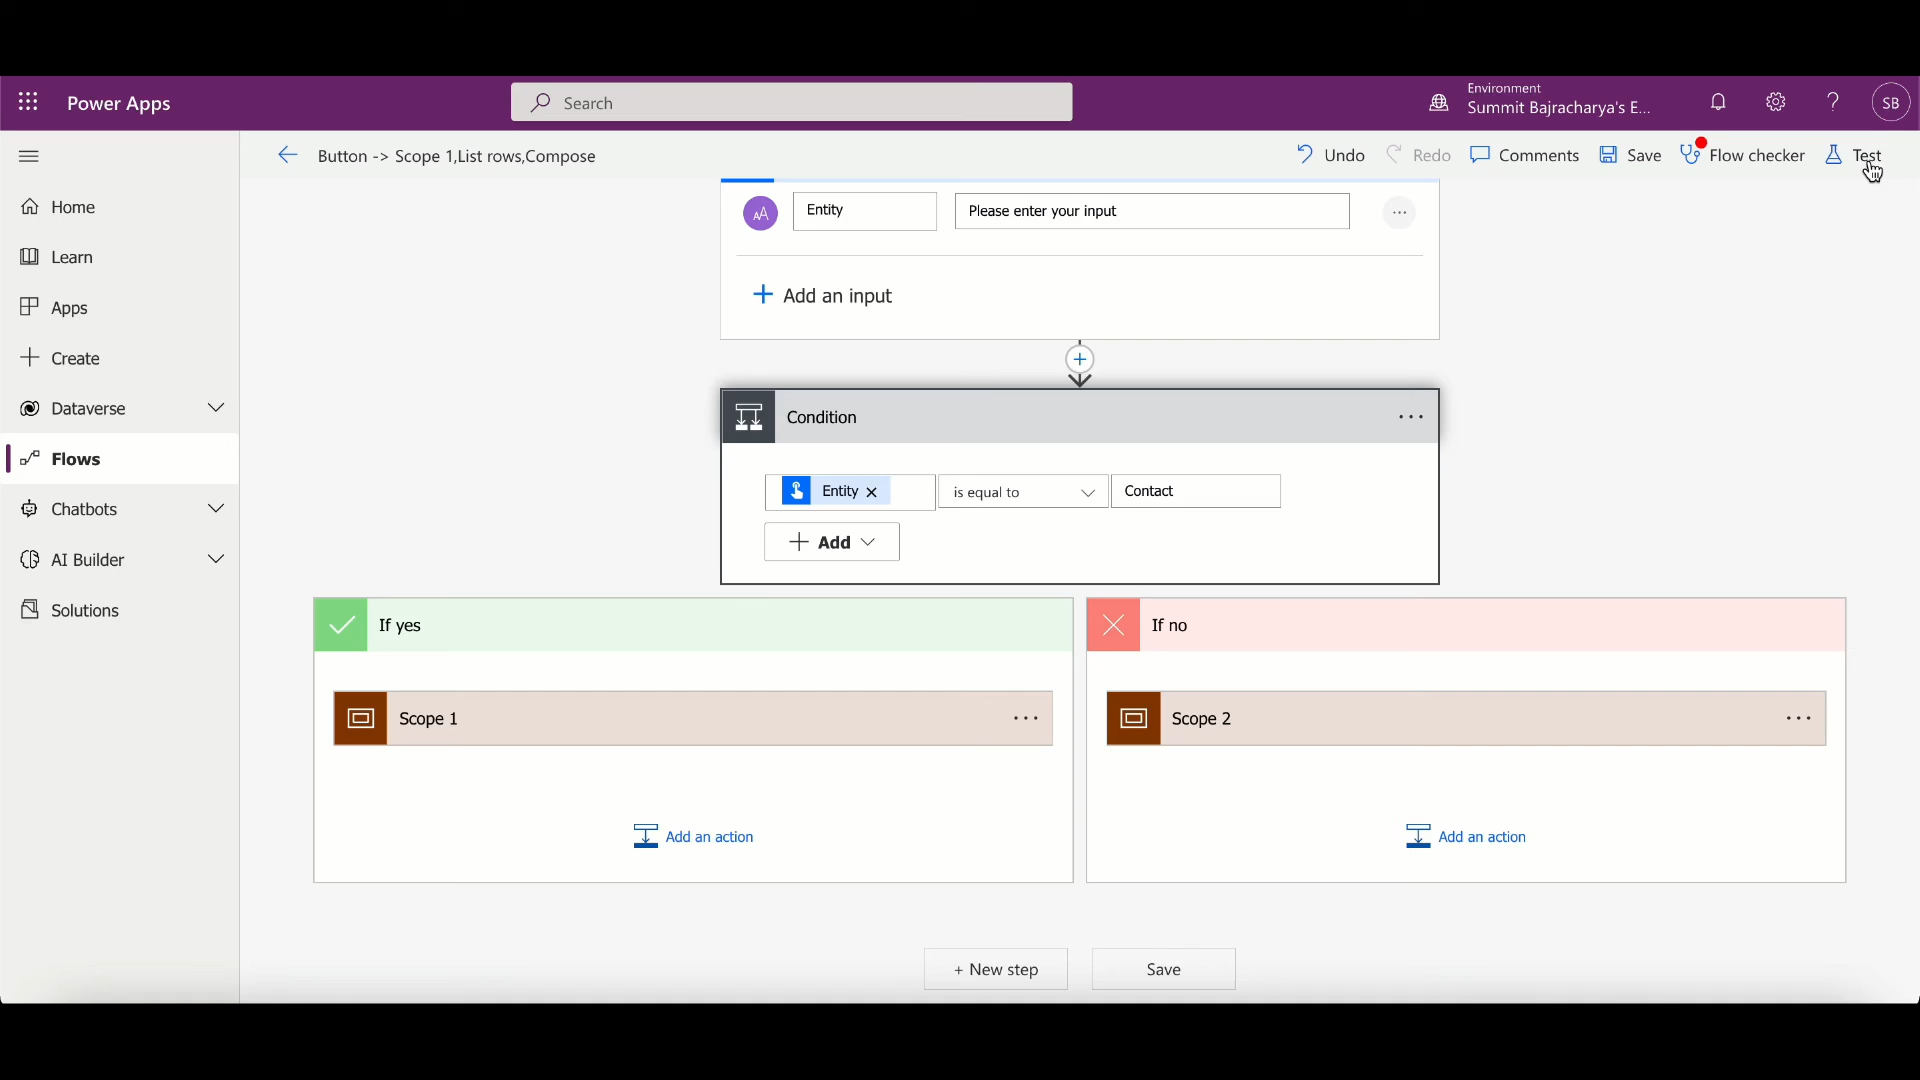 Power Apps
Search
Environment
Summit Bajracharya's E...
?
SB
Button -> Scope 1,List rows,Compose
Undo
Redo
Comments
Save
Flow checker
Test
Home
Learn
Apps
Create
Dataverse
Flows
Chatbots
AI Builder
Solutions
AA
Entity
Please enter your input
...
+ Add an input
Condition
...
Entity
is equal to
Contact
+ Add
If yes
Scope 1
...
Add an action
If no
Scope 2
...
Add an action
+ New step
Save